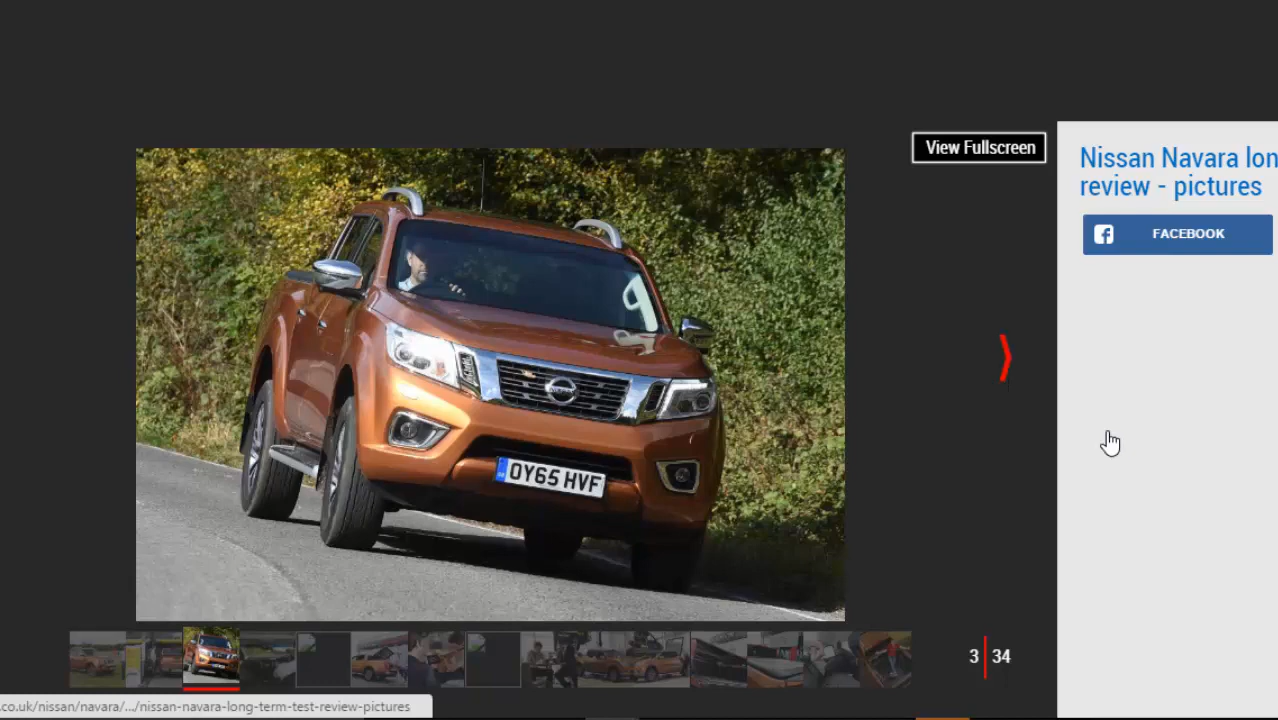 View Fullscreen
Nissan Navara lon
review - pictures
FACEBOOK
OY65 HVF
3 34
.co.uk/nissan/navara/.../nissan-navara-long-term-test-review-pictures